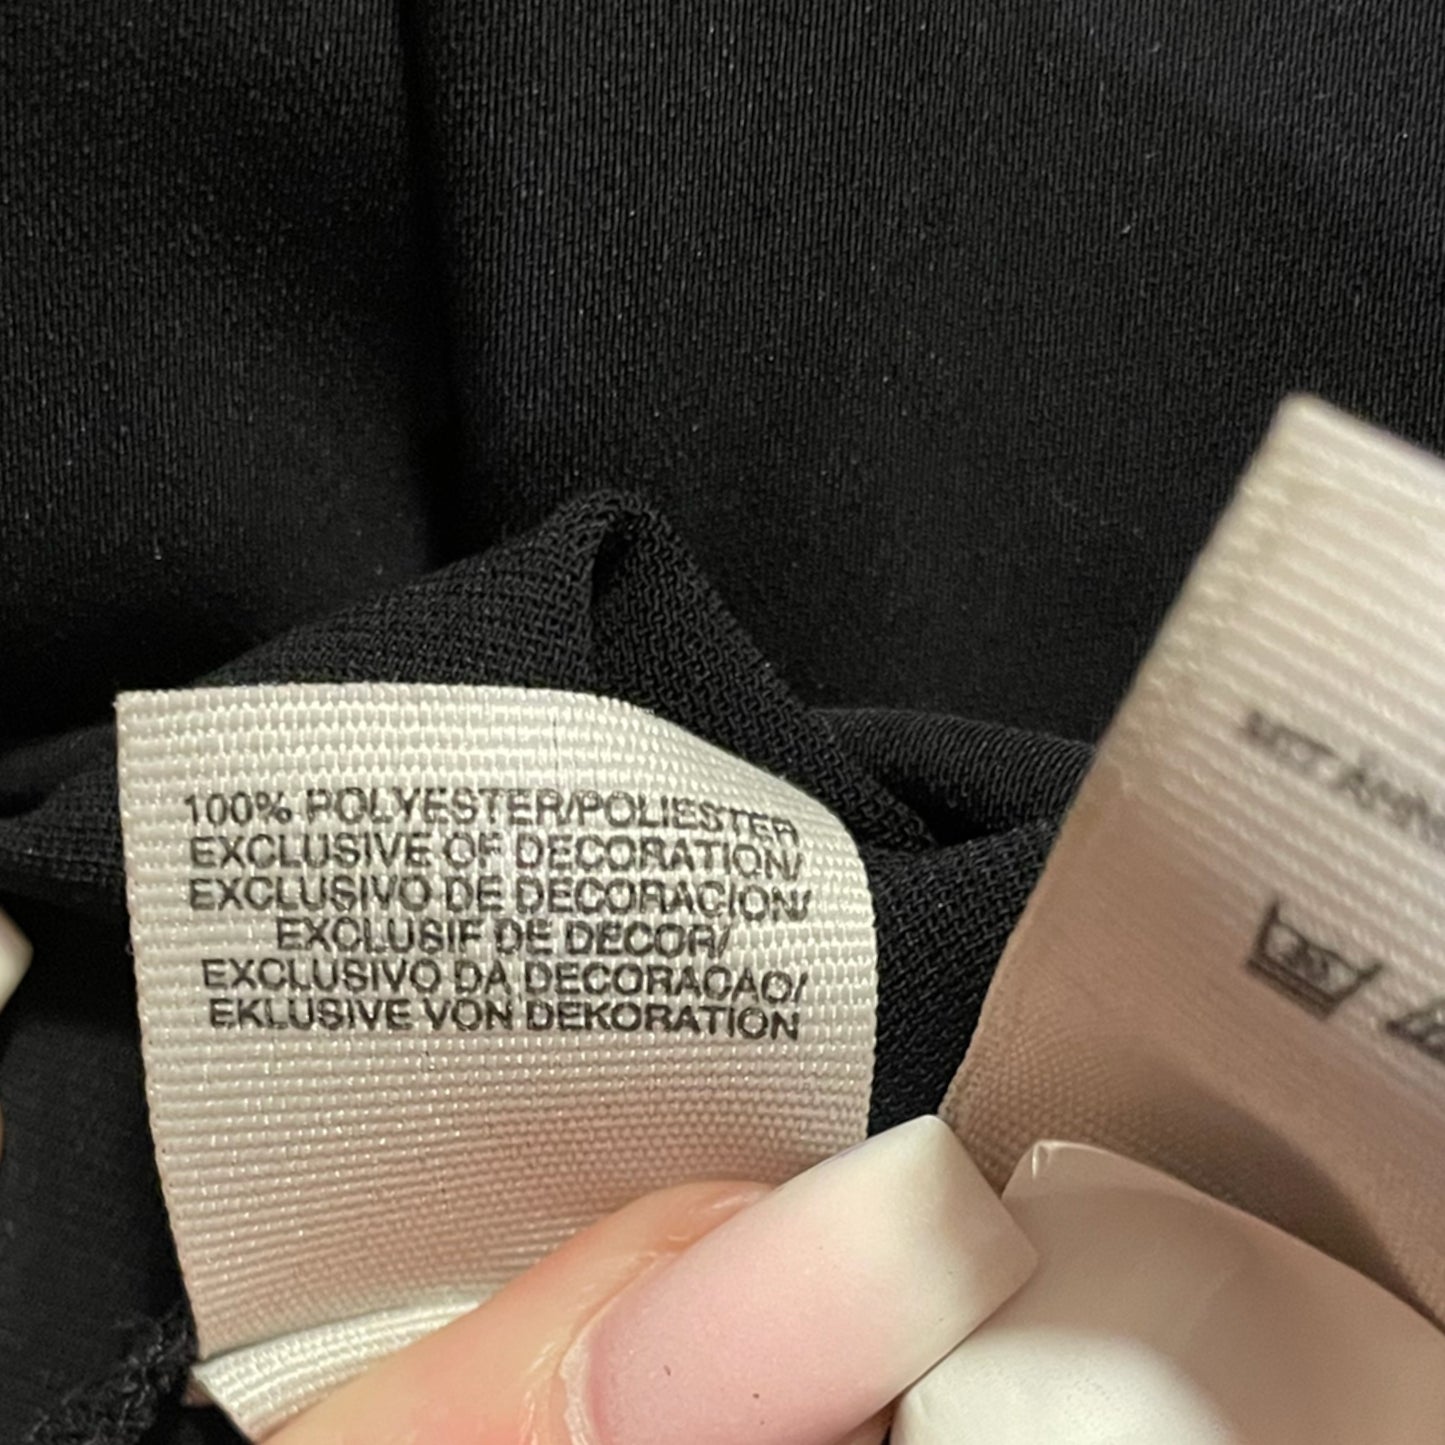 100% POLYESTER/POLIESTER
EXCLUSIVE OF DECORATION/
EXCLUSIVO DE DECORACION/
EXCLUSIF DE DECOR/
EXCLUSIVO DA DECORACAO/
EKLUSIVE VON DEKORATION